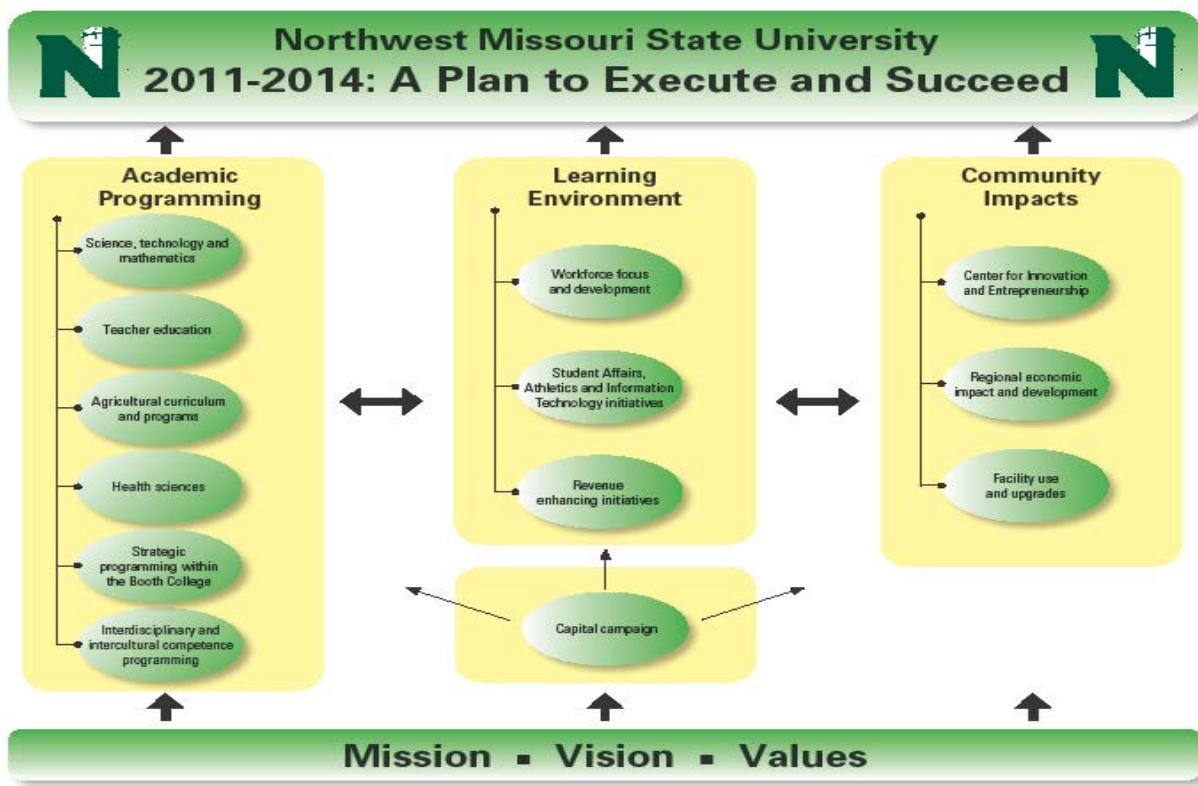 Northwest Missouri State University
2011-2014: A Plan to Execute and Succeed
N
N
Academic
Programming
Science, technology and
mathematics
Teacher education
Agricultural curriculum
and programs
Health sciences
Strategic
programming within
the Booth College
Interdisciplinary and
intercultural competence
programming
Learning
Environment
Workforce focus
and development
Student Affairs,
Athletics and Information
Technology initiatives
Revenue
enhancing initiatives
Capital campaign
Community
Impacts
Center for Innovation
and Entrepreneurship
Regional economic
impact and development
Facility use
and upgrades
Mission ▪ Vision ▪ Values